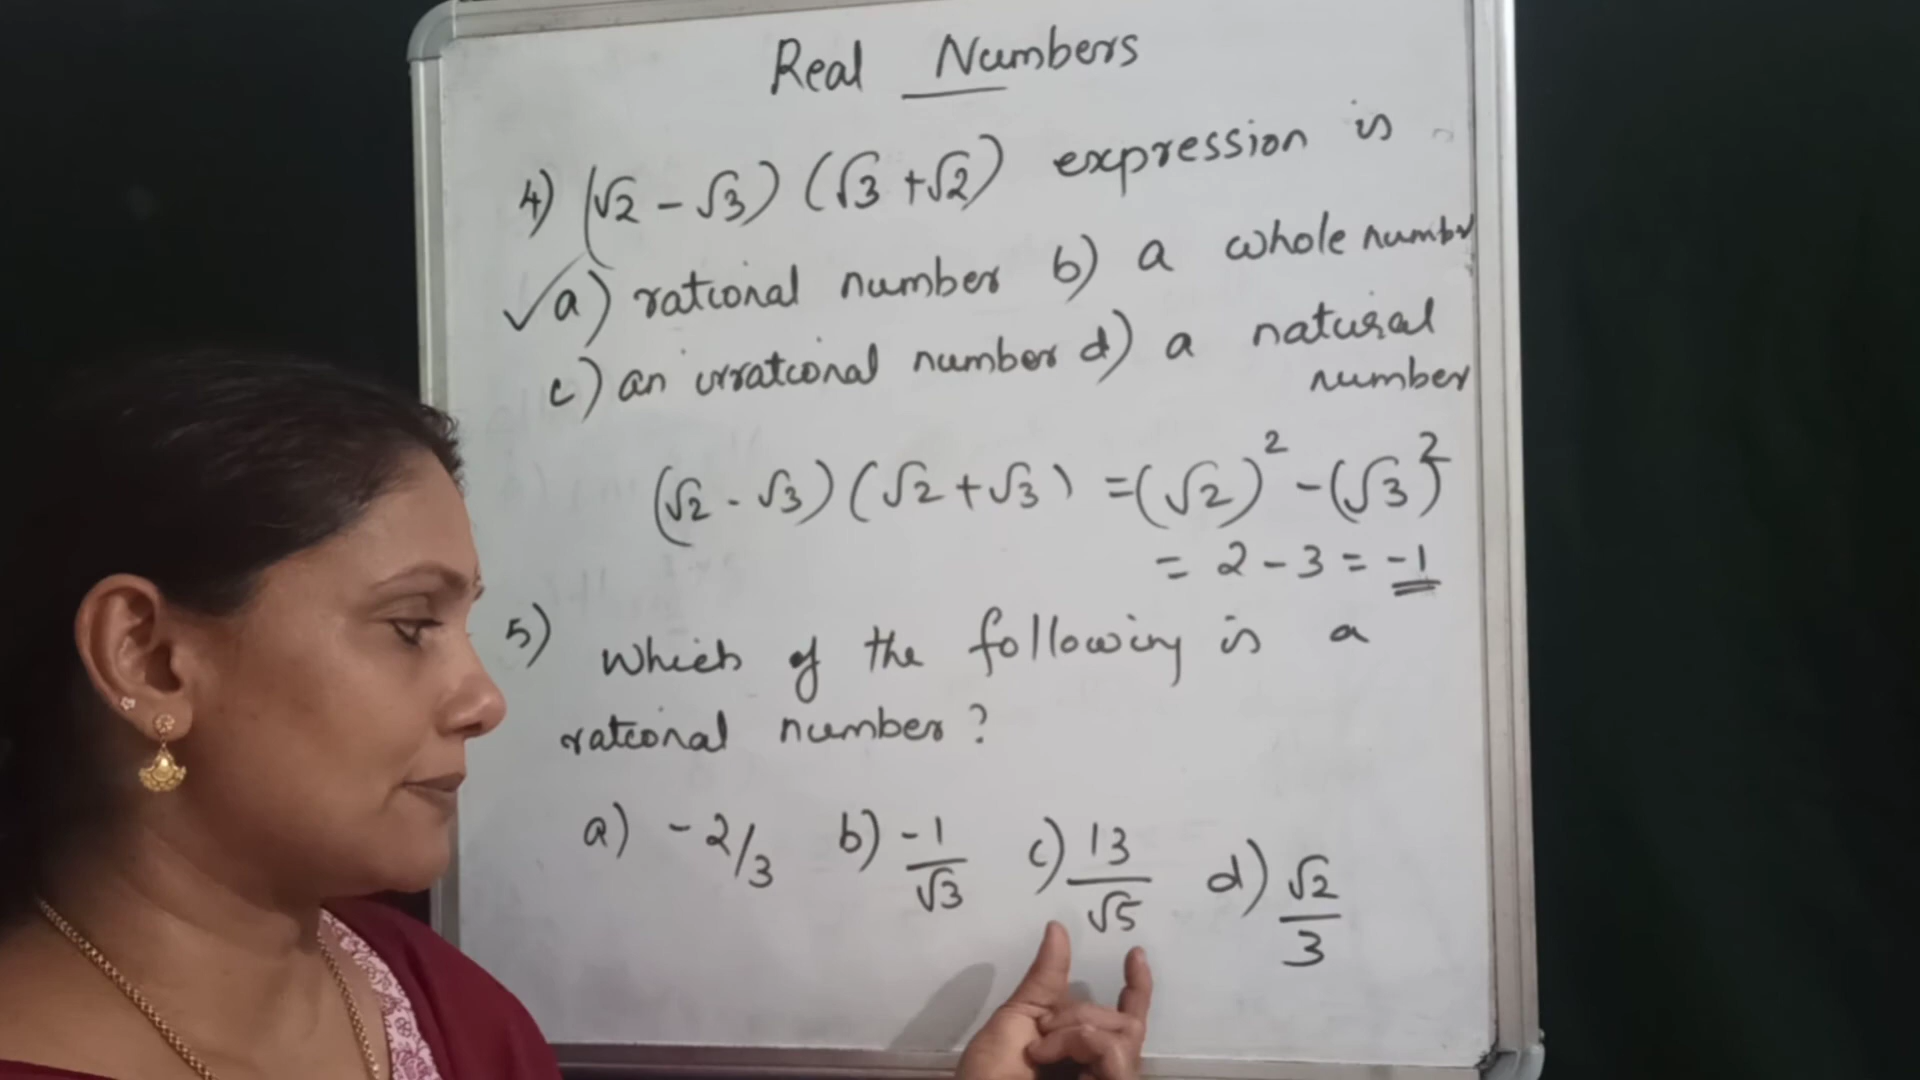 Real Numbers
4) (√2 - √3) (√3 + √2) expression is
✓a) rational number b) a whole number
c) an irrational number d) a natural
number
(√2 - √3) (√2 + √3) = (√2)² - (√3)²
= 2 - 3 = -1
5) Which of the following is a
rational number?
a) -2/3 b) -1/√3 c) 13/√5 d) √2/3